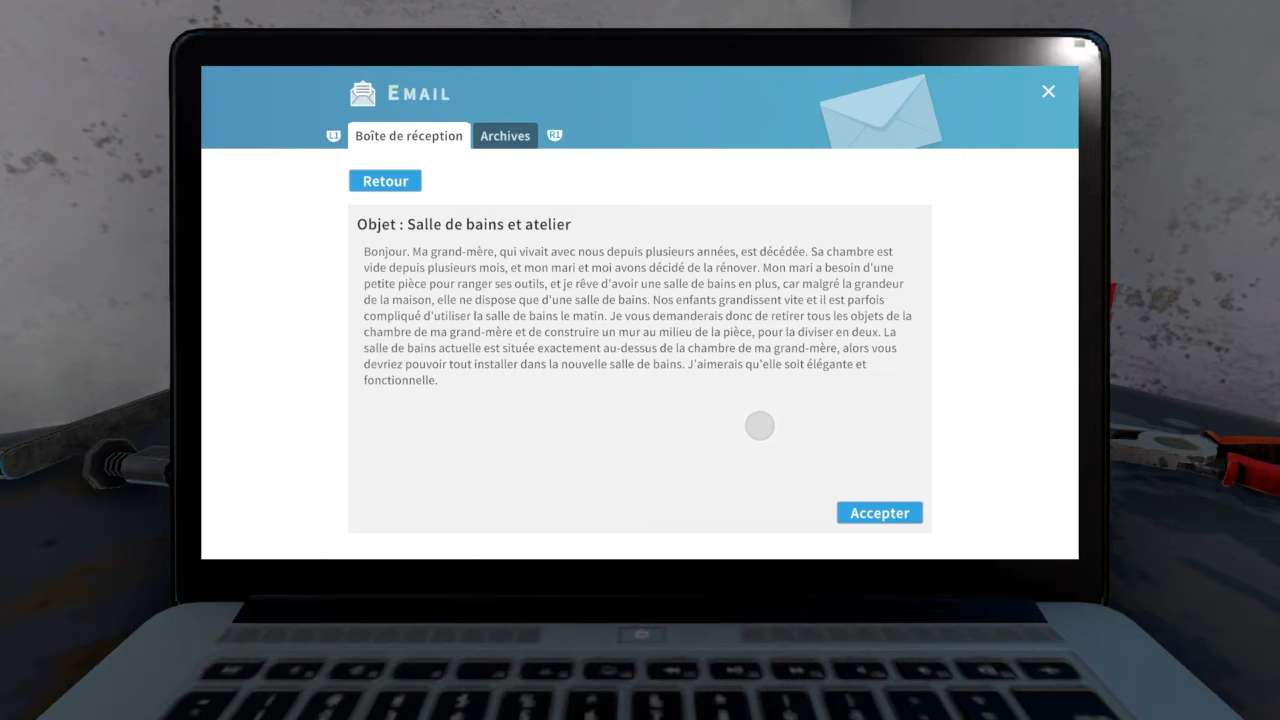 EMAIL
L1 Boîte de réception Archives R1
Retour
Objet : Salle de bains et atelier
Bonjour. Ma grand-mère, qui vivait avec nous depuis plusieurs années, est décédée. Sa chambre est
vide depuis plusieurs mois, et mon mari et moi avons décidé de la rénover. Mon mari a besoin d'une
petite pièce pour ranger ses outils, et je rêve d'avoir une salle de bains en plus, car malgré la grandeur
de la maison, elle ne dispose que d'une salle de bains. Nos enfants grandissent vite et il est parfois
compliqué d'utiliser la salle de bains le matin. Je vous demanderais donc de retirer tous les objets de la
chambre de ma grand-mère et de construire un mur au milieu de la pièce, pour la diviser en deux. La
salle de bains actuelle est située exactement au-dessus de la chambre de ma grand-mère, alors vous
devriez pouvoir tout installer dans la nouvelle salle de bains. J'aimerais qu'elle soit élégante et
fonctionnelle.
Accepter